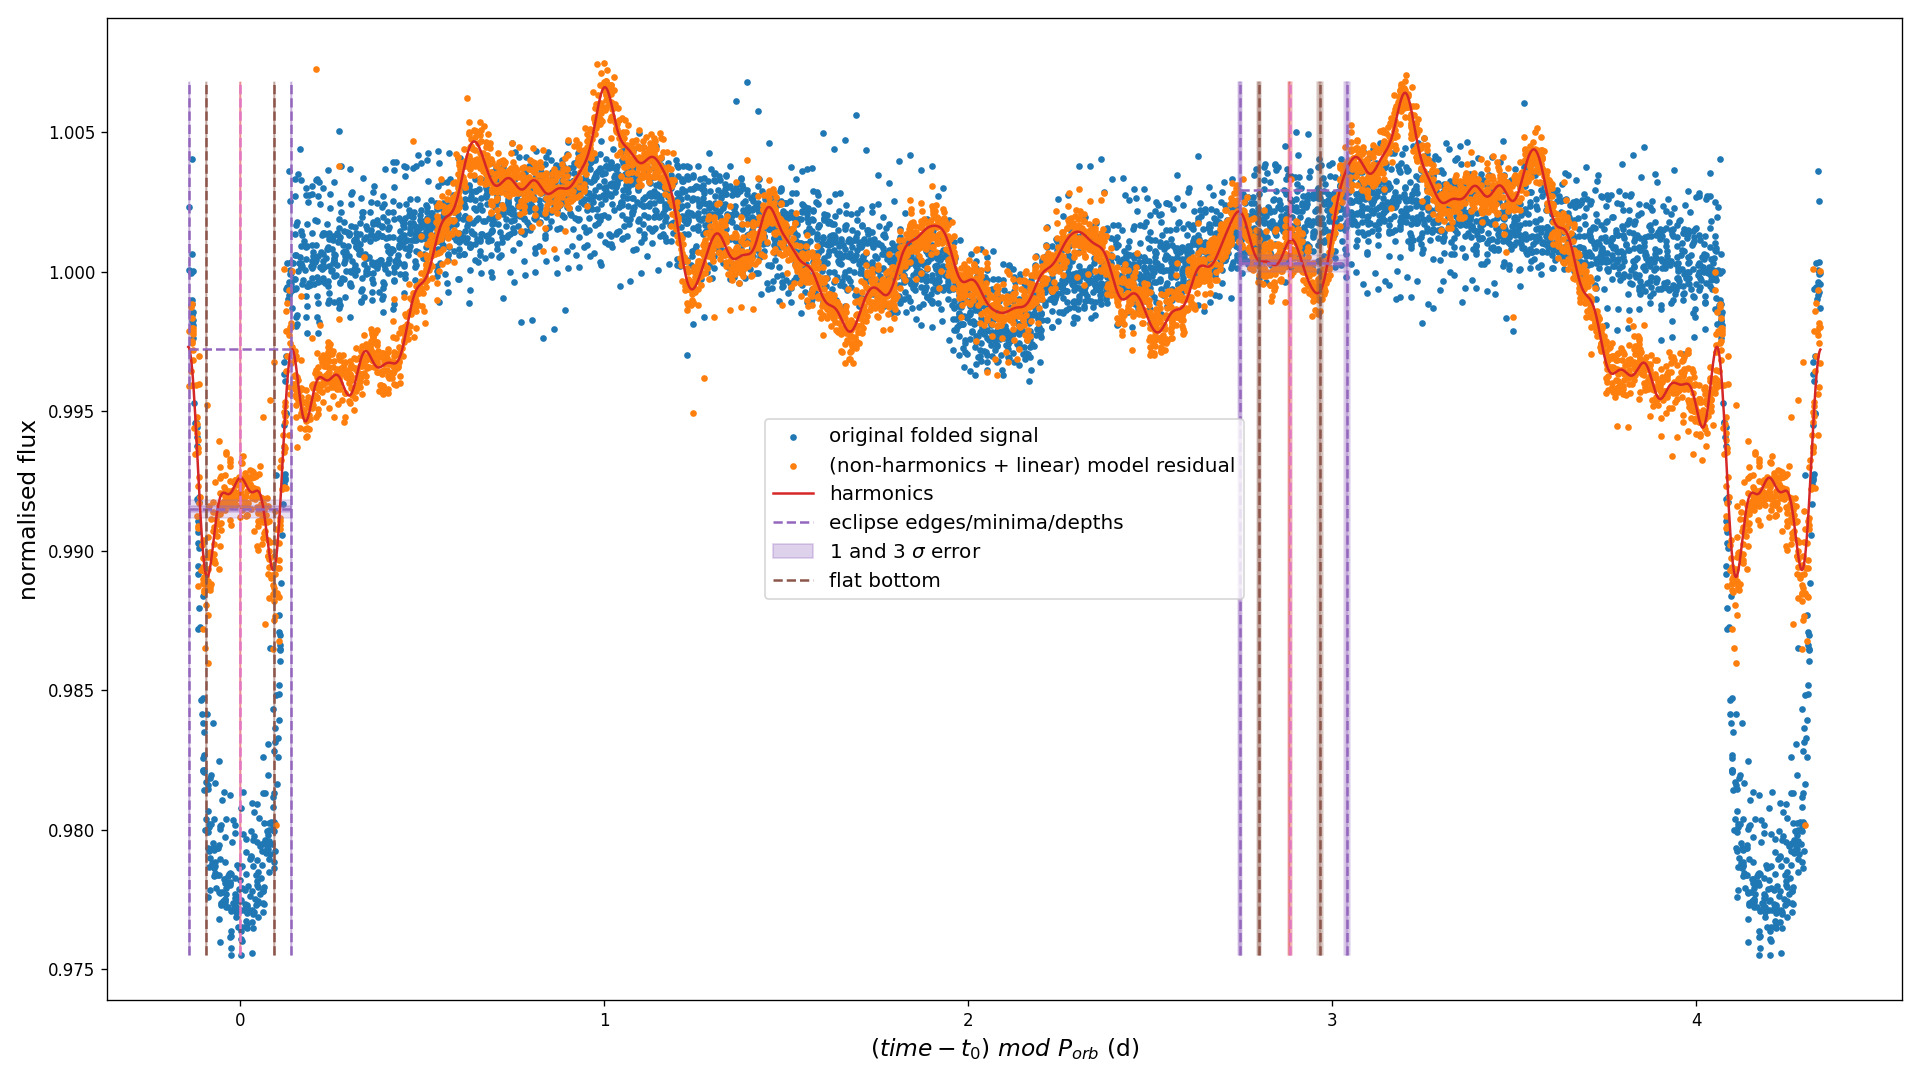 normalised flux
1.005
1.000
0.995
0.990
0.985
0.980
0.975
original folded signal
(non-harmonics + linear) model residual
harmonics
eclipse edges/minima/depths
1 and 3 σ error
flat bottom
0 1 2 3 4
(time − t₀) mod Pₒᵣb (d)